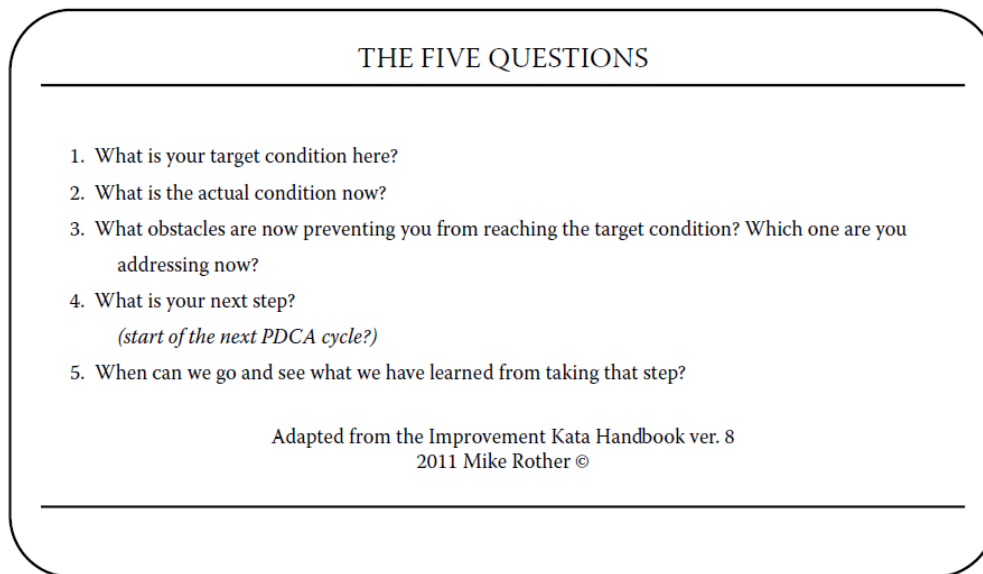 THE FIVE QUESTIONS
1. What is your target condition here?
2. What is the actual condition now?
3. What obstacles are now preventing you from reaching the target condition? Which one are you
addressing now?
4. What is your next step?
(start of the next PDCA cycle?)
5. When can we go and see what we have learned from taking that step?
Adapted from the Improvement Kata Handbook ver. 8
2011 Mike Rother ©